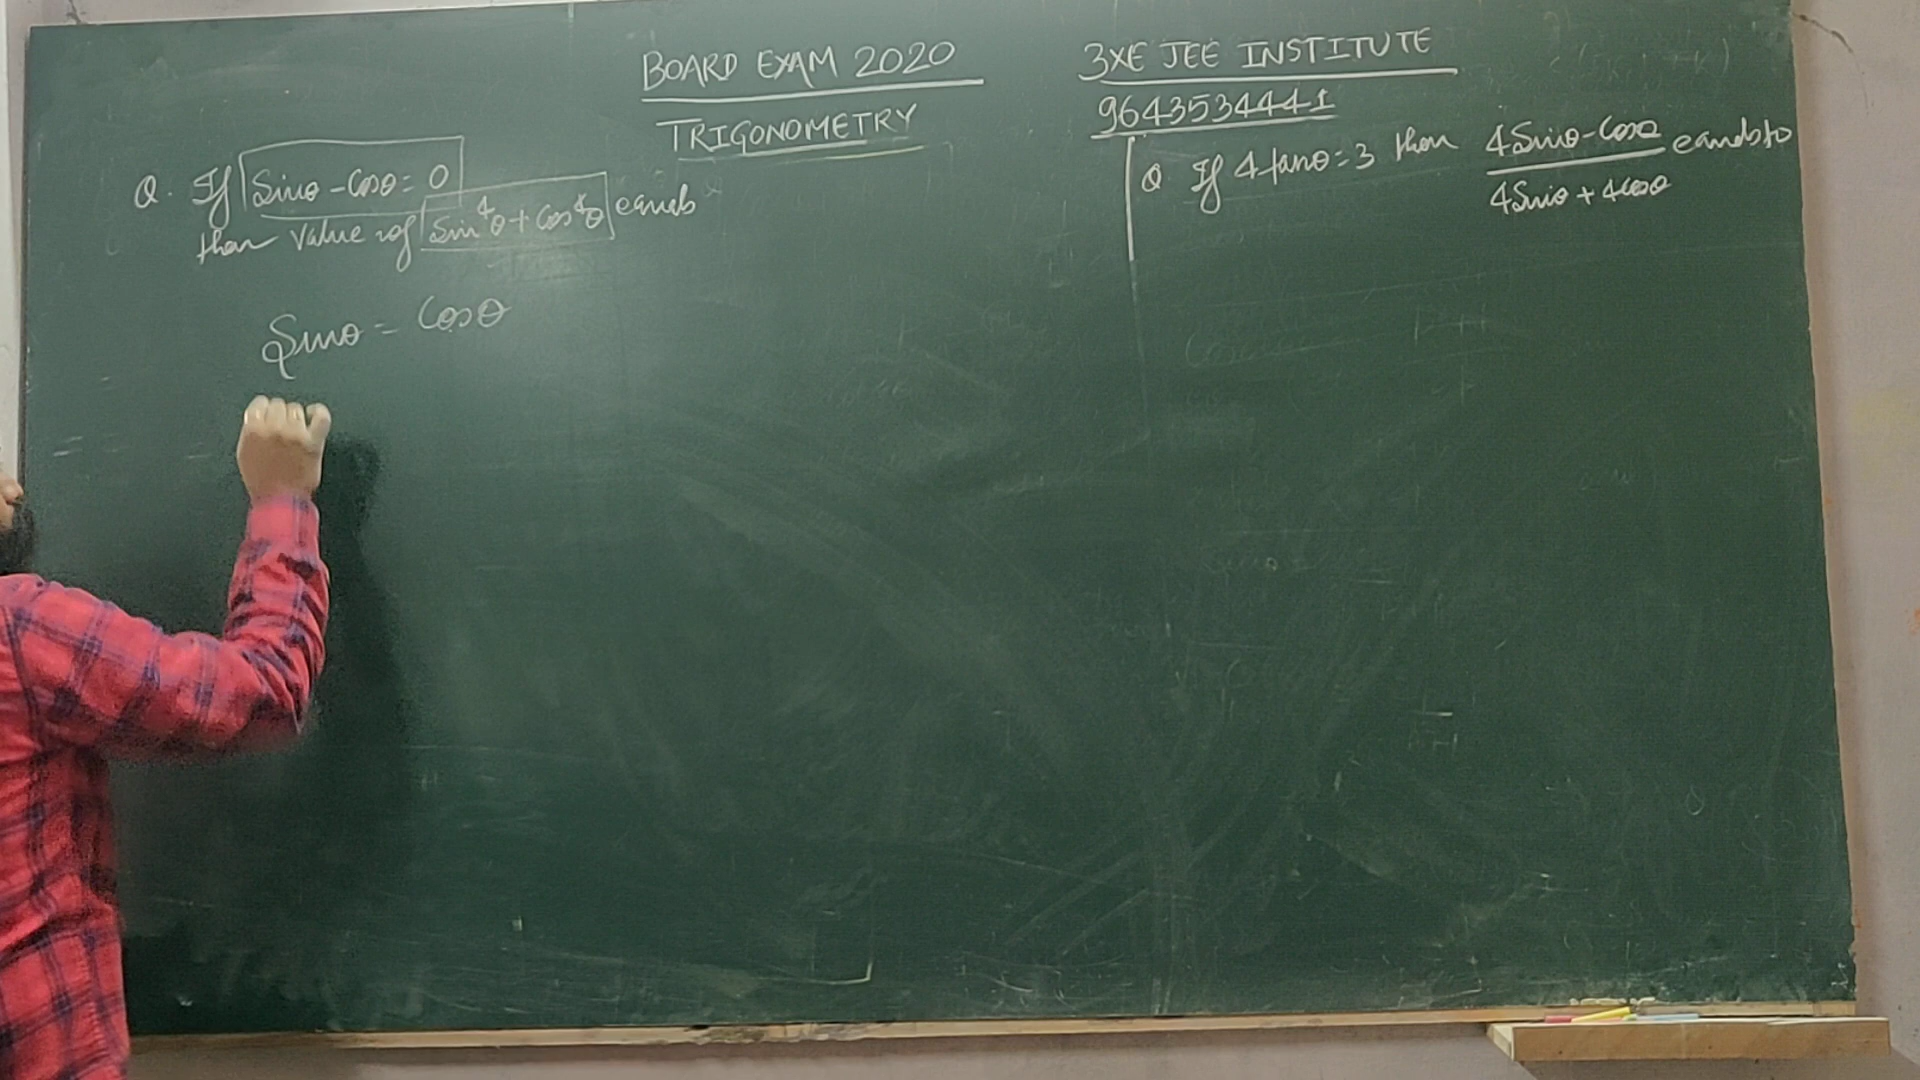 BOARD EXAM 2020
TRIGONOMETRY
3XE JEE INSTITUTE
9643534441
Q. If Sinθ - Cosθ = 0
then value of Sin⁴θ + Cos⁴θ equals
Sinθ = Cosθ
Q If 4 tanθ = 3 then (4Sinθ - Cosθ)/(4Sinθ + 4Cosθ) equals to